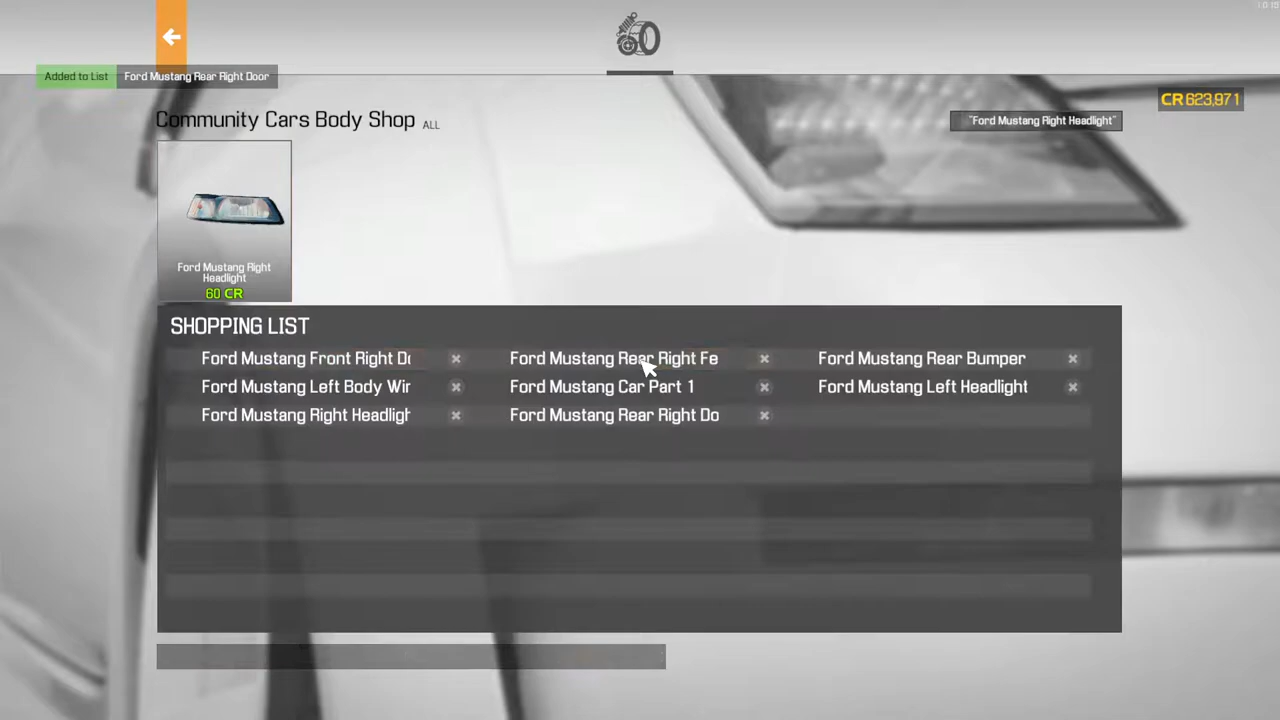 10:15
Added to List
Ford Mustang Rear Right Door
CR 623,971
Community Cars Body Shop ALL
"Ford Mustang Right Headlight"
Ford Mustang Right
Headlight
60 CR
SHOPPING LIST
Ford Mustang Front Right Do
Ford Mustang Rear Right Fe
Ford Mustang Rear Bumper
Ford Mustang Left Body Win
Ford Mustang Car Part 1
Ford Mustang Left Headlight
Ford Mustang Right Headligh
Ford Mustang Rear Right Do